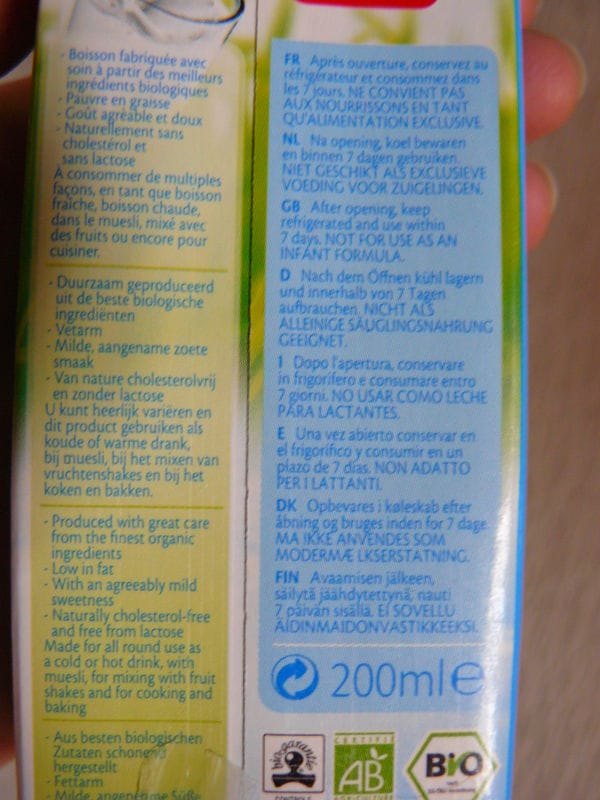 - Boisson fabriquée avec
soin à partir des meilleurs
ingrédients biologiques
- Pauvre en graisse
- Goût agréable et doux
- Naturellement sans
cholestérol et
sans lactose
A consommer de multiples
façons, en tant que boisson
fraîche, boisson chaude,
dans le muesli, mixé avec
des fruits ou encore pour
cuisiner.
- Duurzaam geproduceerd
uit de beste biologische
ingrediënten
- Vetarm
- Milde, aangename zoete
smaak
- Van nature cholesterolvrij
en zonder lactose
U kunt heerlijk variëren en
dit product gebruiken als
koude of warme drank,
bij muesli, bij het mixen van
vruchtenshakes en bij het
koken en bakken.
- Produced with great care
from the finest organic
ingredients
- Low in fat
- With an agreeably mild
sweetness
- Naturally cholesterol-free
and free from lactose
Made for all round use as
a cold or hot drink, with
muesli, for mixing with fruit
shakes and for cooking and
baking
- Aus besten biologischen
Zutaten schonend
hergestellt
- Fettarm
- Milde, angenehme Süße
FR Après ouverture, conservez au
réfrigérateur et consommez dans
les 7 jours. NE CONVIENT PAS
AUX NOURRISSONS EN TANT
QU'ALIMENTATION EXCLUSIVE.
NL Na opening, koel bewaren
en binnen 7 dagen gebruiken.
NIET GESCHIKT ALS EXCLUSIEVE
VOEDING VOOR ZUIGELINGEN.
GB After opening, keep
refrigerated and use within
7 days. NOT FOR USE AS AN
INFANT FORMULA.
D Nach dem Öffnen kühl lagern
und innerhalb von 7 Tagen
aufbrauchen. NICHT ALS
ALLEINIGE SÄUGLINGSNAHRUNG
GEEIGNET.
I Dopo l'apertura, conservare
in frigorifero e consumare entro
7 giorni. NO USAR COMO LECHE
PARA LACTANTES.
E Una vez abierto conservar en
el frigorifico y consumir en un
plazo de 7 dias. NON ADATTO
PER I LATTANTI.
DK Opbevares i køleskab efter
åbning og bruges inden for 7 dage.
MA IKKE ANVENDES SOM
MODERMÆ LKSERSTATNING.
FIN Avaamisen jälkeen,
säilytä jäähdytettynä, nauti
7 päivän sisällä. EI SOVELLU
ÄIDINMAIDONVASTIKKEEKSI.
200ml e
biogarantie
CONTROLE
CERTIFIÉ
AB
AGRICULTURE
BIO